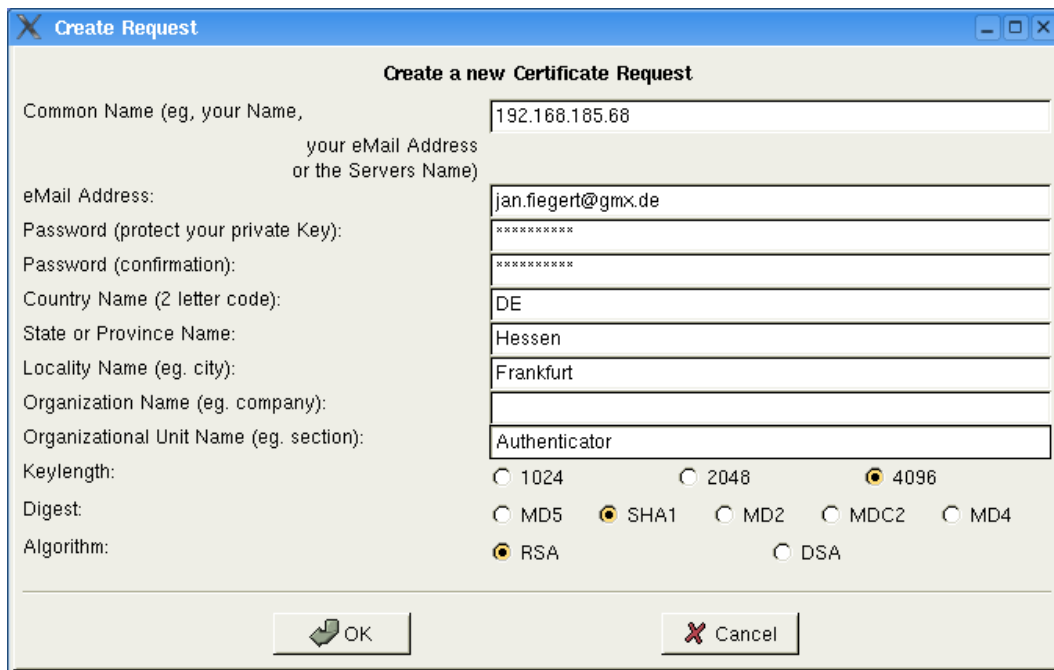 Create Request
Create a new Certificate Request
Common Name (eg, your Name,
192.168.185.68
your eMail Address
or the Servers Name)
eMail Address:
jan.fiegert@gmx.de
Password (protect your private Key):
**********
Password (confirmation):
**********
Country Name (2 letter code):
DE
State or Province Name:
Hessen
Locality Name (eg. city):
Frankfurt
Organization Name (eg. company):
Organizational Unit Name (eg. section):
Authenticator
Keylength:
1024 2048 4096
Digest:
MD5 SHA1 MD2 MDC2 MD4
Algorithm:
RSA DSA
OK Cancel